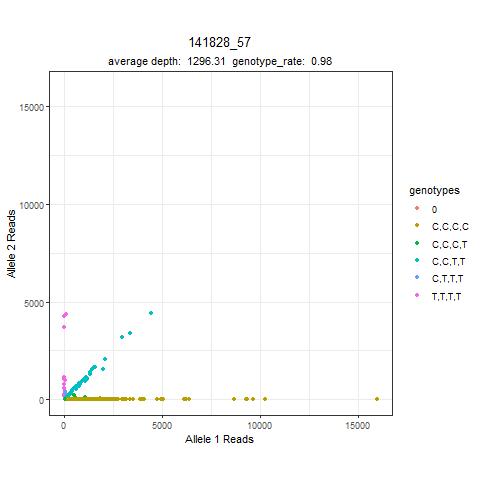 141828_57
average depth: 1296.31 genotype_rate: 0.98
15000
10000
5000
0
Allele 2 Reads
0
5000
10000
15000
Allele 1 Reads
genotypes
0
C,C,C,C
C,C,C,T
C,C,T,T
C,T,T,T
T,T,T,T